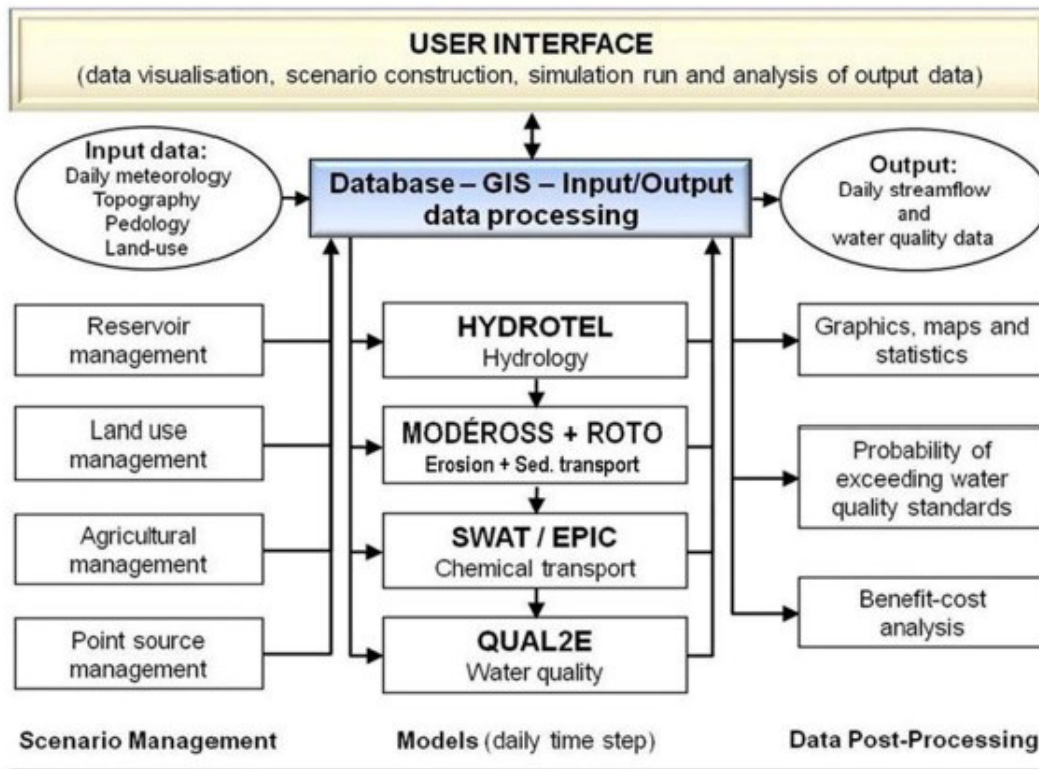 USER INTERFACE
(data visualisation, scenario construction, simulation run and analysis of output data)
Input data:
Daily meteorology
Topography
Pedology
Land-use
Database – GIS – Input/Output
data processing
Output:
Daily streamflow
and
water quality data
Reservoir
management
Land use
management
Agricultural
management
Point source
management
HYDROTEL
Hydrology
MODÉROSS + ROTO
Erosion + Sed. transport
SWAT / EPIC
Chemical transport
QUAL2E
Water quality
Graphics, maps and
statistics
Probability of
exceeding water
quality standards
Benefit-cost
analysis
Scenario Management
Models (daily time step)
Data Post-Processing